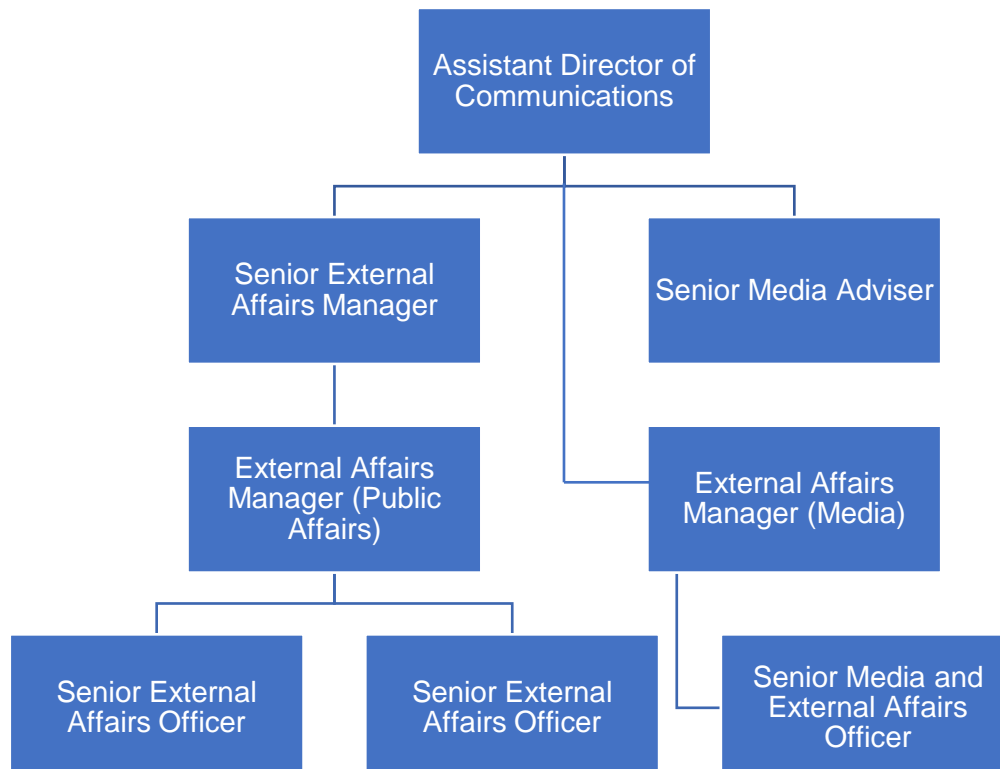 Assistant Director of
Communications
Senior External
Affairs Manager
Senior Media Adviser
External Affairs
Manager (Public
Affairs)
External Affairs
Manager (Media)
Senior External
Affairs Officer
Senior External
Affairs Officer
Senior Media and
External Affairs
Officer